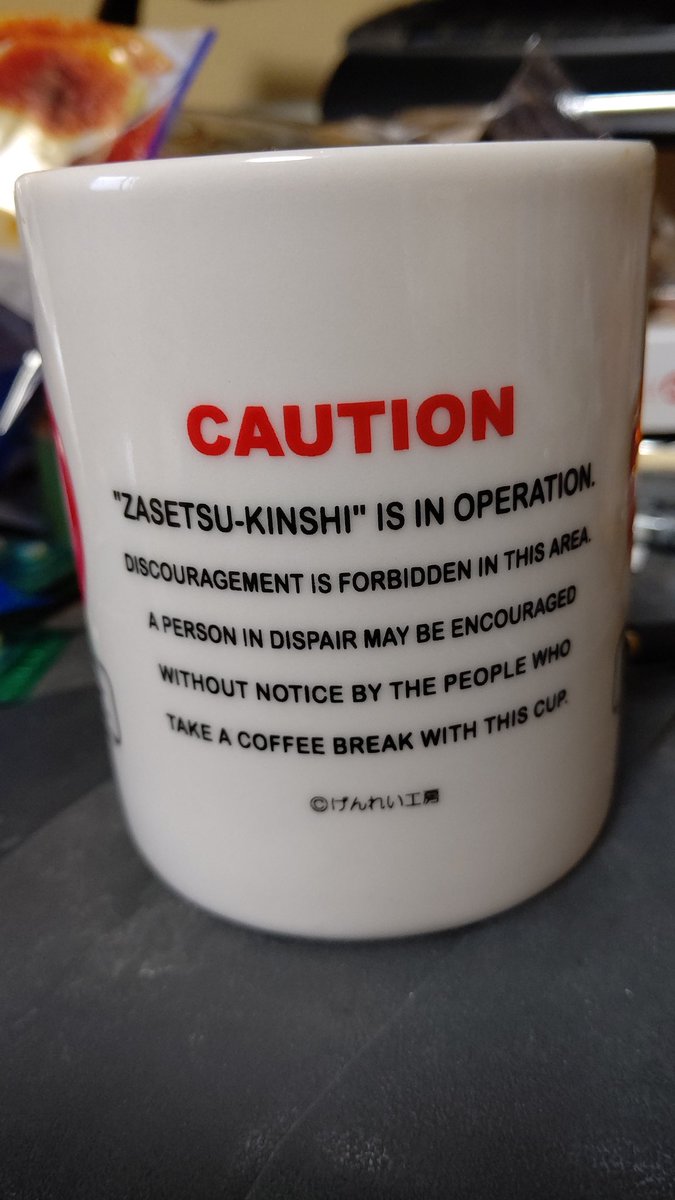 CAUTION
"ZASETSU-KINSHI" IS IN OPERATION.
DISCOURAGEMENT IS FORBIDDEN IN THIS AREA.
A PERSON IN DISPAIR MAY BE ENCOURAGED
WITHOUT NOTICE BY THE PEOPLE WHO
TAKE A COFFEE BREAK WITH THIS CUP.
©げんれい工房